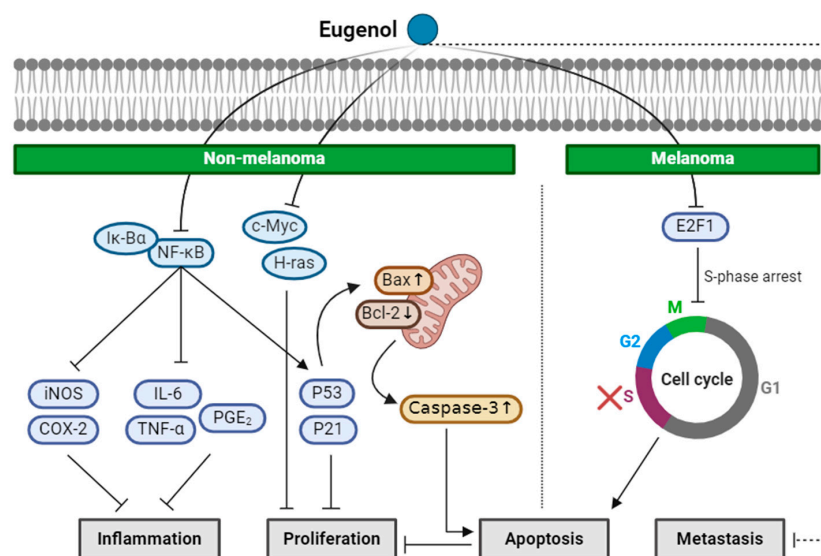 Eugenol
Non-melanoma
Melanoma
Iκ-Bα
NF-κB
c-Myc
H-ras
E2F1
S-phase arrest
Bax↑
Bcl-2↓
M
G2
Cell cycle
G1
S
iNOS
COX-2
IL-6
TNF-α
PGE₂
P53
P21
Caspase-3↑
Inflammation
Proliferation
Apoptosis
Metastasis